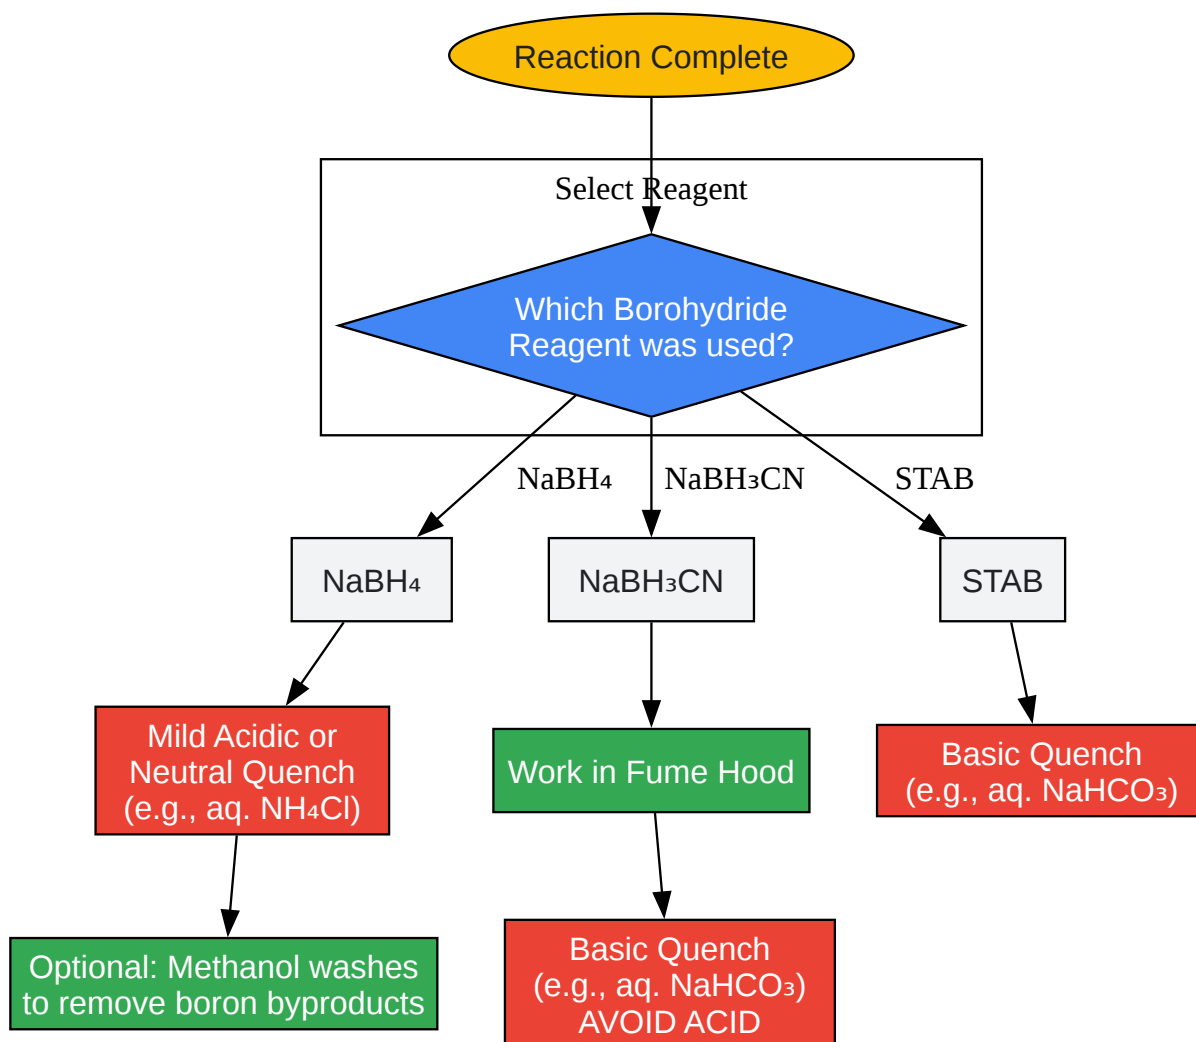 Reaction Complete
Select Reagent
Which Borohydride
Reagent was used?
NaBH₄
NaBH₃CN
STAB
NaBH₄
NaBH₃CN
STAB
Mild Acidic or
Neutral Quench
(e.g., aq. NH₄Cl)
Work in Fume Hood
Basic Quench
(e.g., aq. NaHCO₃)
Optional: Methanol washes
to remove boron byproducts
Basic Quench
(e.g., aq. NaHCO₃)
AVOID ACID